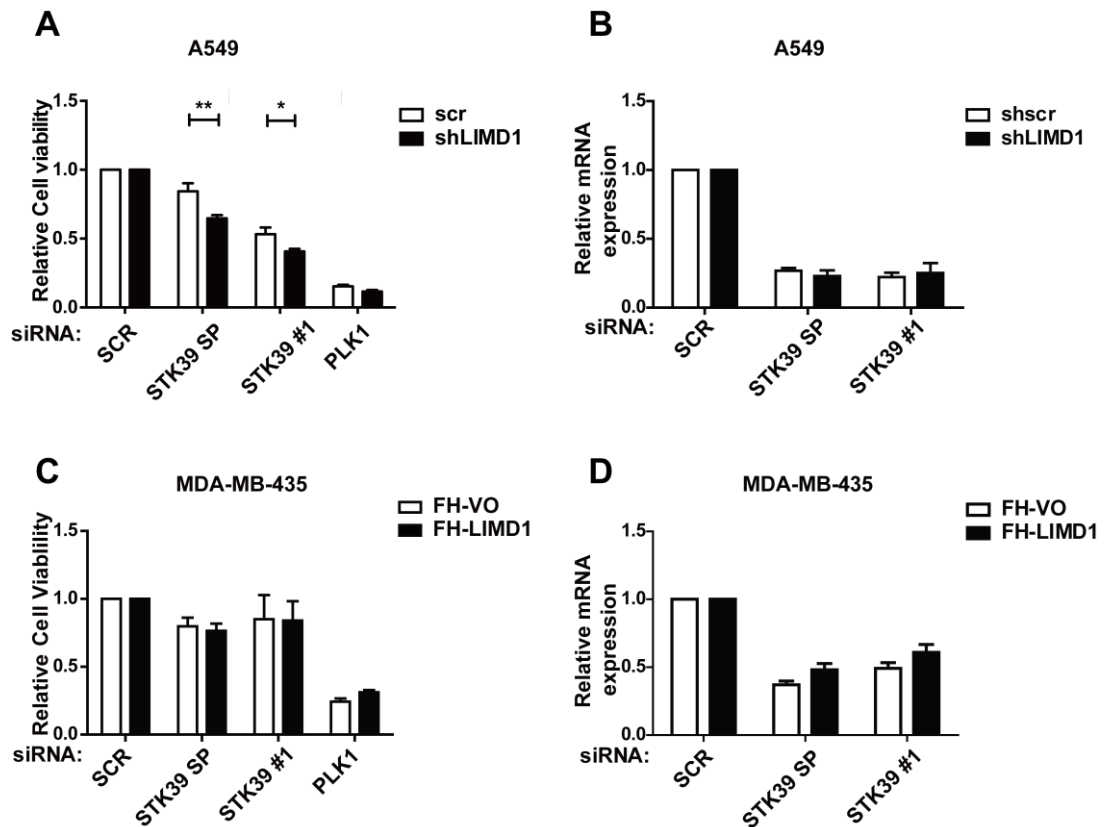 A
A549
1.5
1.0
0.5
0.0
Relative Cell viability
** 
*
scr
shLIMD1
siRNA:
SCR
STK39 SP
STK39 #1
PLK1
B
A549
1.5
1.0
0.5
0.0
Relative mRNA
expression
shscr
shLIMD1
SCR
STK39 SP
STK39 #1
C
MDA-MB-435
1.5
1.0
0.5
0.0
Relative Cell Viablility
FH-VO
FH-LIMD1
siRNA:
SCR
STK39 SP
STK39 #1
PLK1
D
MDA-MB-435
1.5
1.0
0.5
0.0
Relative mRNA
expression
FH-VO
FH-LIMD1
siRNA:
SCR
STK39 SP
STK39 #1